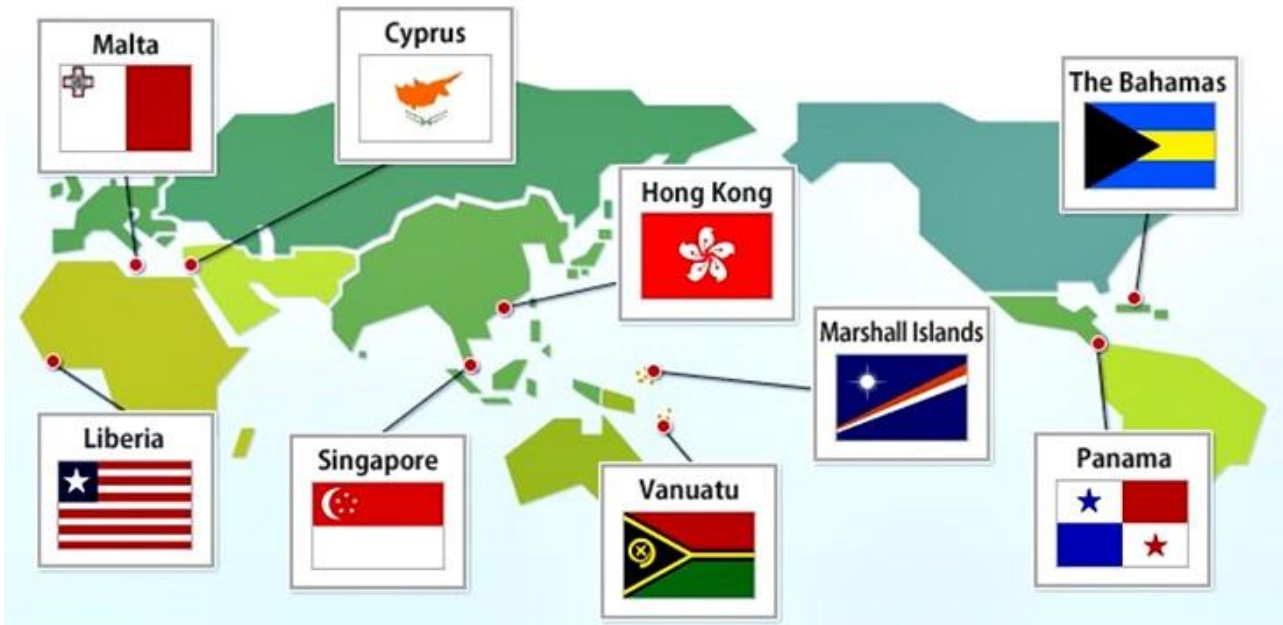 Malta
Cyprus
The Bahamas
Hong Kong
Marshall Islands
Liberia
Singapore
Vanuatu
Panama